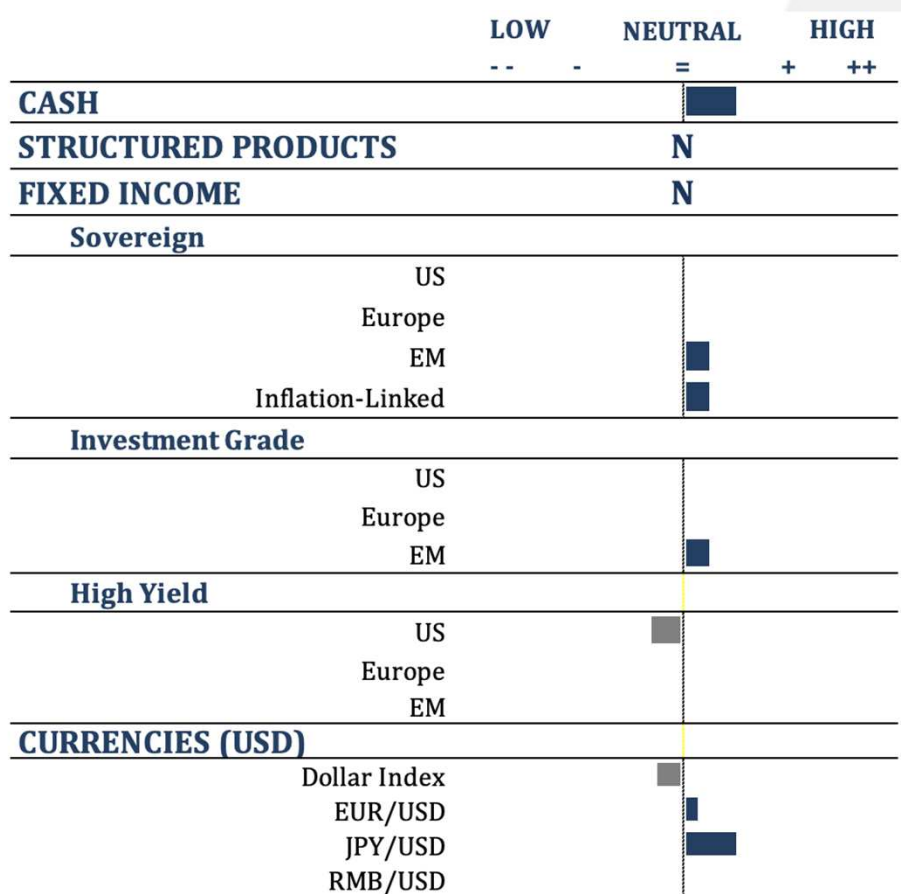 LOW NEUTRAL HIGH
-- - = + ++
CASH
STRUCTURED PRODUCTS N
FIXED INCOME N
Sovereign
US
Europe
EM
Inflation-Linked
Investment Grade
US
Europe
EM
High Yield
US
Europe
EM
CURRENCIES (USD)
Dollar Index
EUR/USD
JPY/USD
RMB/USD